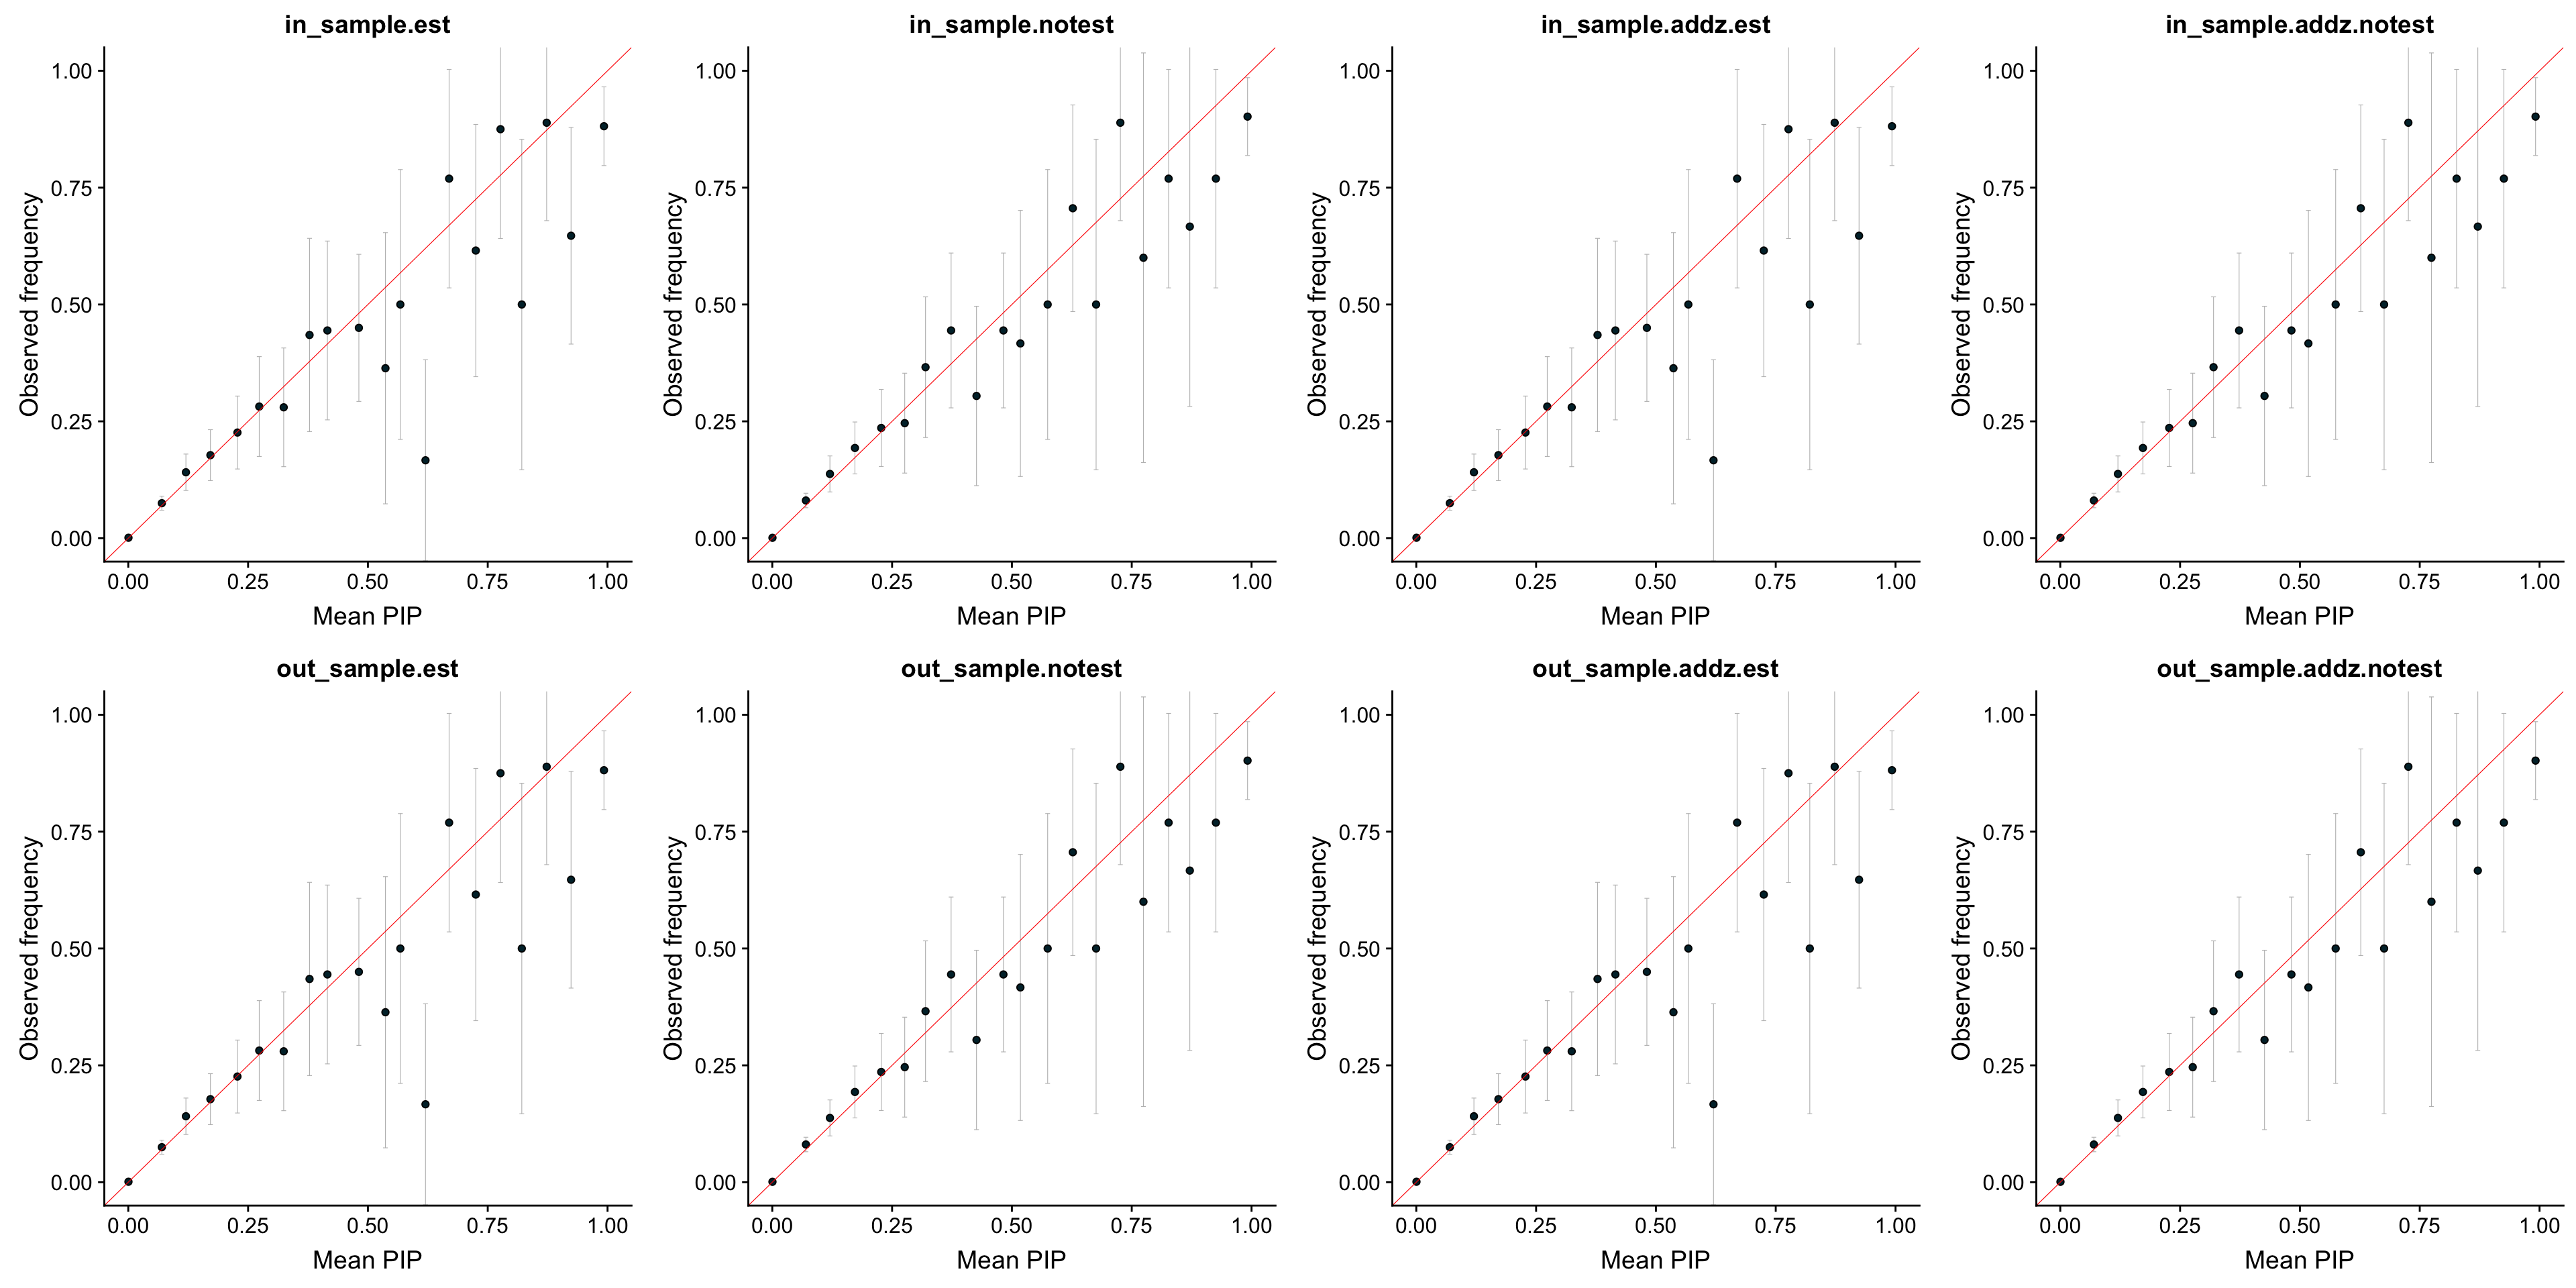 in_sample.est
in_sample.notest
in_sample.addz.est
in_sample.addz.notest
Observed frequency
1.00
0.75
0.50
0.25
0.00
0.00 0.25 0.50 0.75 1.00
Mean PIP
Observed frequency
1.00
0.75
0.50
0.25
0.00
0.00 0.25 0.50 0.75 1.00
Mean PIP
Observed frequency
1.00
0.75
0.50
0.25
0.00
0.00 0.25 0.50 0.75 1.00
Mean PIP
Observed frequency
1.00
0.75
0.50
0.25
0.00
0.00 0.25 0.50 0.75 1.00
Mean PIP
out_sample.est
out_sample.notest
out_sample.addz.est
out_sample.addz.notest
Observed frequency
1.00
0.75
0.50
0.25
0.00
0.00 0.25 0.50 0.75 1.00
Mean PIP
Observed frequency
1.00
0.75
0.50
0.25
0.00
0.00 0.25 0.50 0.75 1.00
Mean PIP
Observed frequency
1.00
0.75
0.50
0.25
0.00
0.00 0.25 0.50 0.75 1.00
Mean PIP
Observed frequency
1.00
0.75
0.50
0.25
0.00
0.00 0.25 0.50 0.75 1.00
Mean PIP